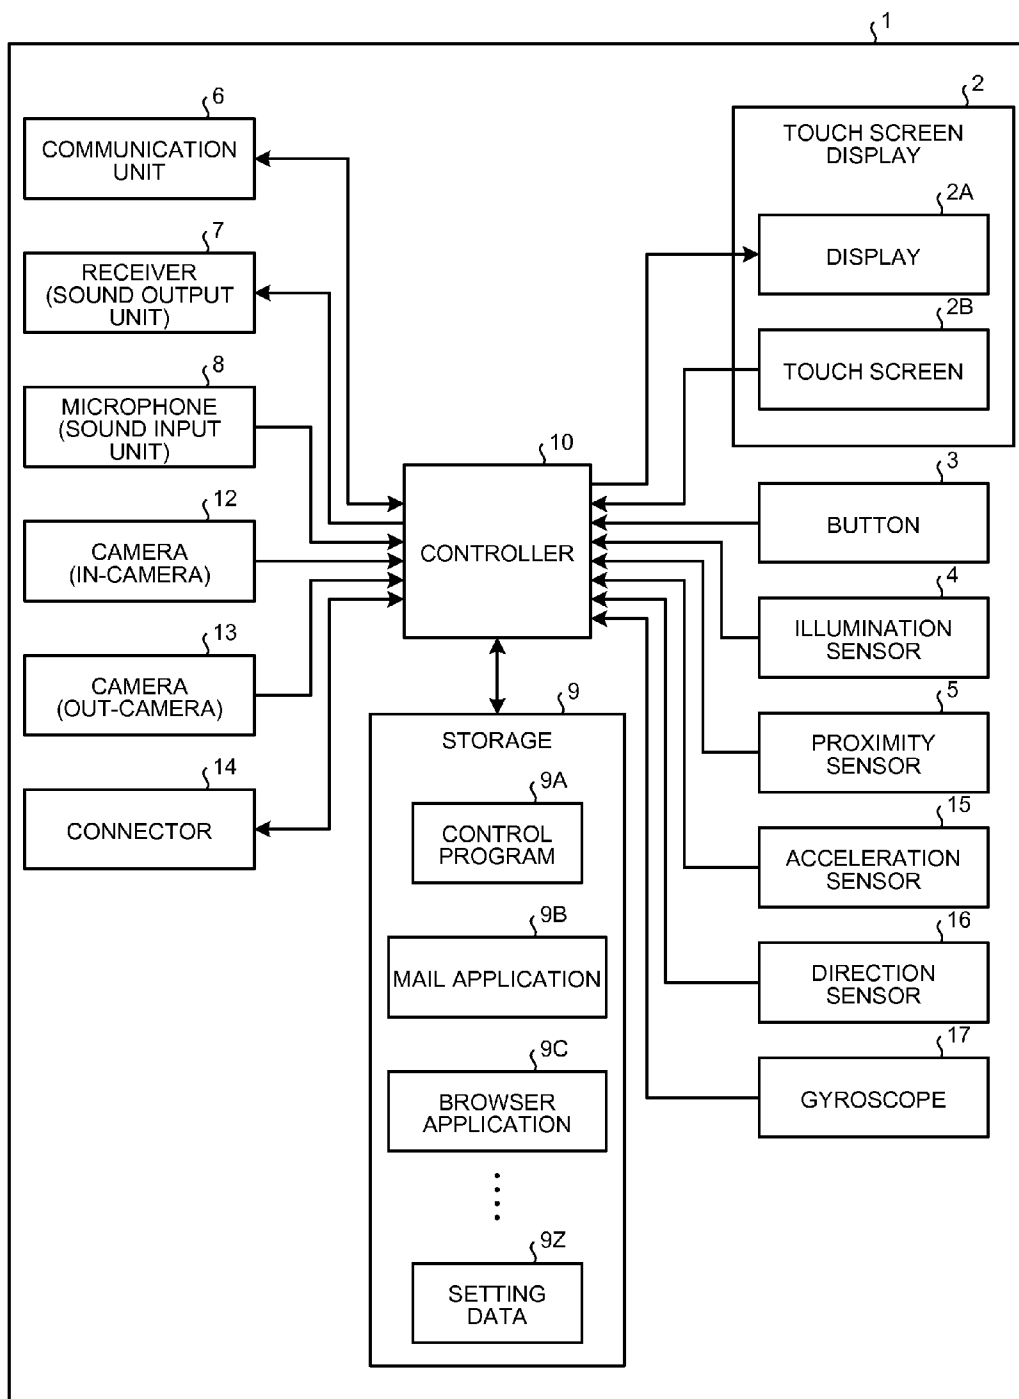 1
6
COMMUNICATION
UNIT
7
RECEIVER
(SOUND OUTPUT
UNIT)
8
MICROPHONE
(SOUND INPUT
UNIT)
12
CAMERA
(IN-CAMERA)
13
CAMERA
(OUT-CAMERA)
14
CONNECTOR
10
CONTROLLER
9
STORAGE
9A
CONTROL
PROGRAM
9B
MAIL APPLICATION
9C
BROWSER
APPLICATION
9Z
SETTING
DATA
2
TOUCH SCREEN
DISPLAY
2A
DISPLAY
2B
TOUCH SCREEN
3
BUTTON
4
ILLUMINATION
SENSOR
5
PROXIMITY
SENSOR
15
ACCELERATION
SENSOR
16
DIRECTION
SENSOR
17
GYROSCOPE